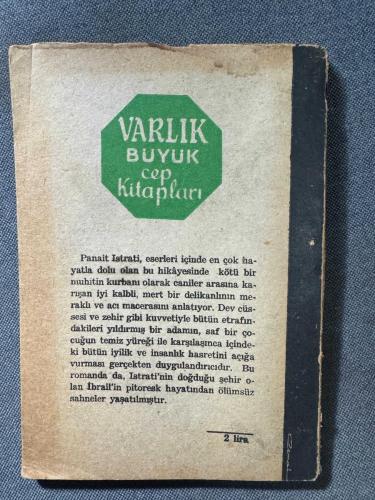 VARLIK
BÜYÜK
cep
Kitapları
Panait Istrati, eserleri içinde en çok ha-
yatla dolu olan bu hikâyesinde kötü bir
muhitin kurbanı olarak caniler arasına ka-
rışan iyi kalbli, mert bir delikanlının me-
raklı ve acı macerasını anlatıyor. Dev cüs-
sesi ve zehir gibi kuvvetiyle bütün etrafın-
dakileri yıldırmış bir adamın, saf bir ço-
cuğun temiz yüreği ile karşılaşınca içinde-
ki bütün iyilik ve insanlık hasretini açığa
vurması gerçekten duygulandırıcıdır. Bu
romanda da, Istrati'nin doğduğu şehir o-
lan İbrail'in pitoresk hayatından ölümsüz
sahneler yaşatılmıştır.
2 lira